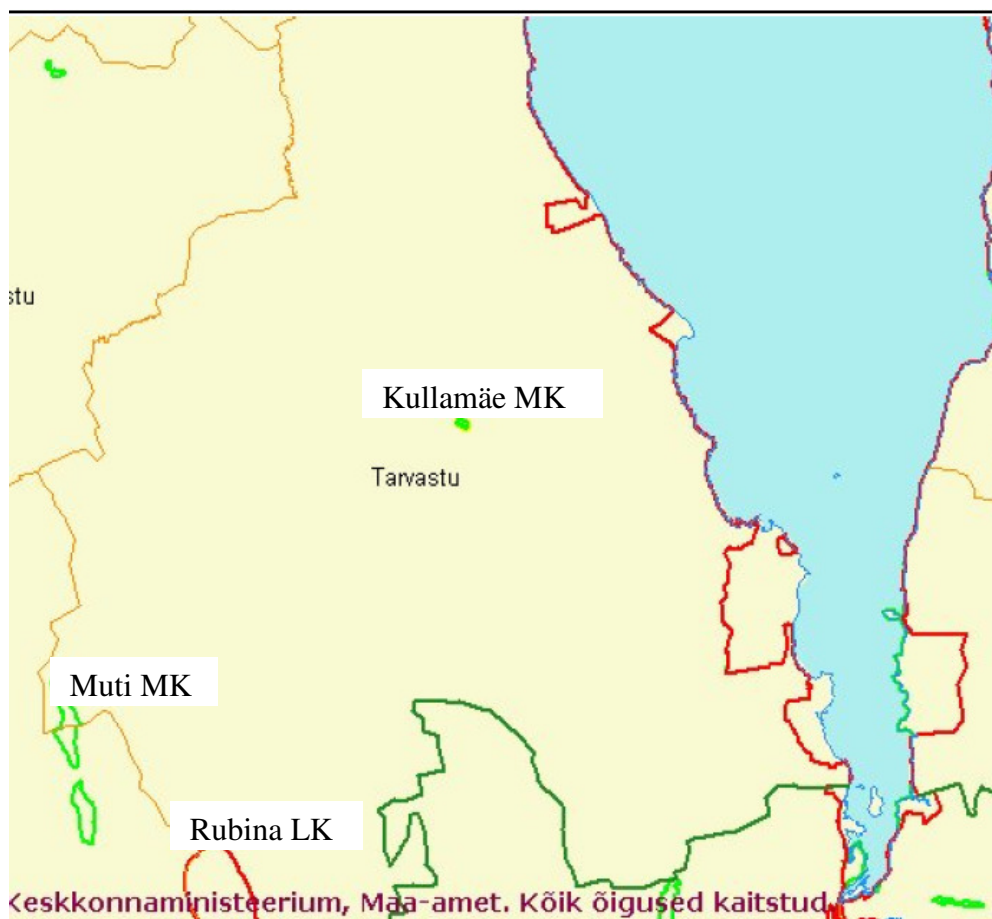 stu
Kullamäe MK
Tarvastu
Muti MK
Rubina LK
Keskkonnaministeerium, Maa-amet. Kõik õigused kaitstud